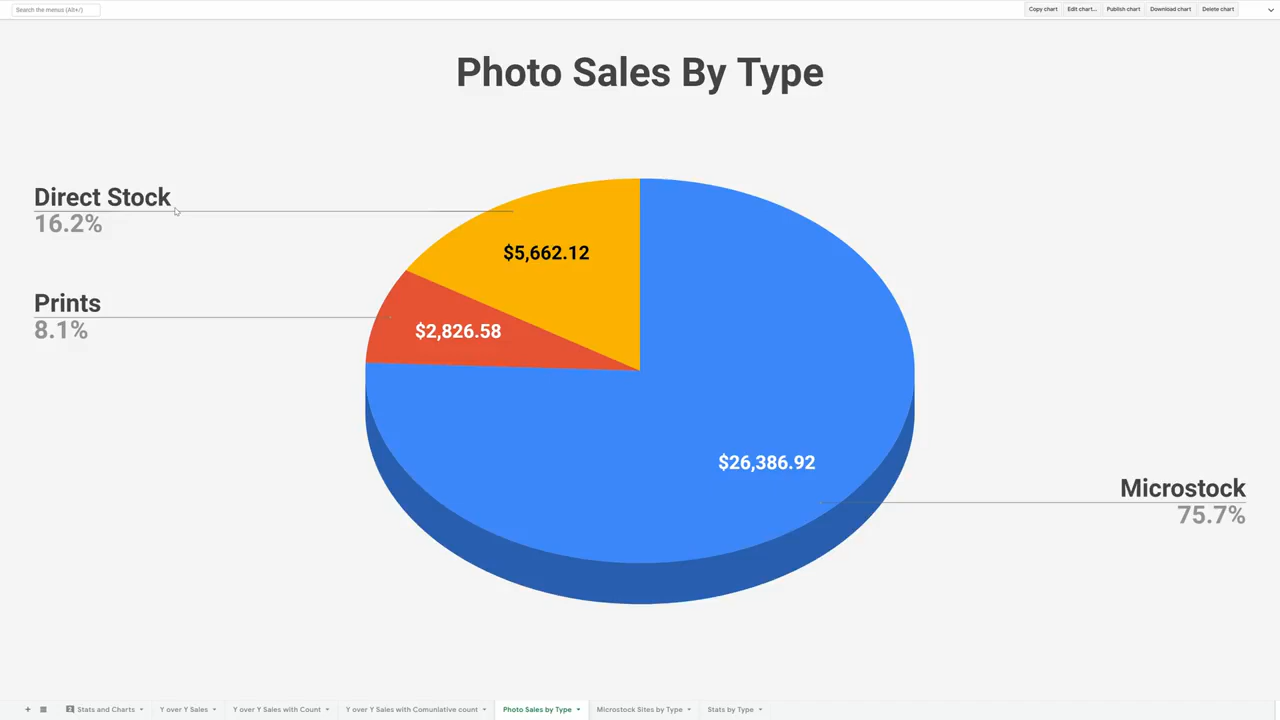 Search the menus (Alt+/)
Copy chart
Edit chart...
Publish chart
Download chart
Delete chart
Photo Sales By Type
Direct Stock
16.2%
$5,662.12
Prints
8.1%
$2,826.58
$26,386.92
Microstock
75.7%
Stats and Charts
Y over Y Sales
Y over Y Sales with Count
Y over Y Sales with Comunlative count
Photo Sales by Type
Microstock Sites by Type
Stats by Type